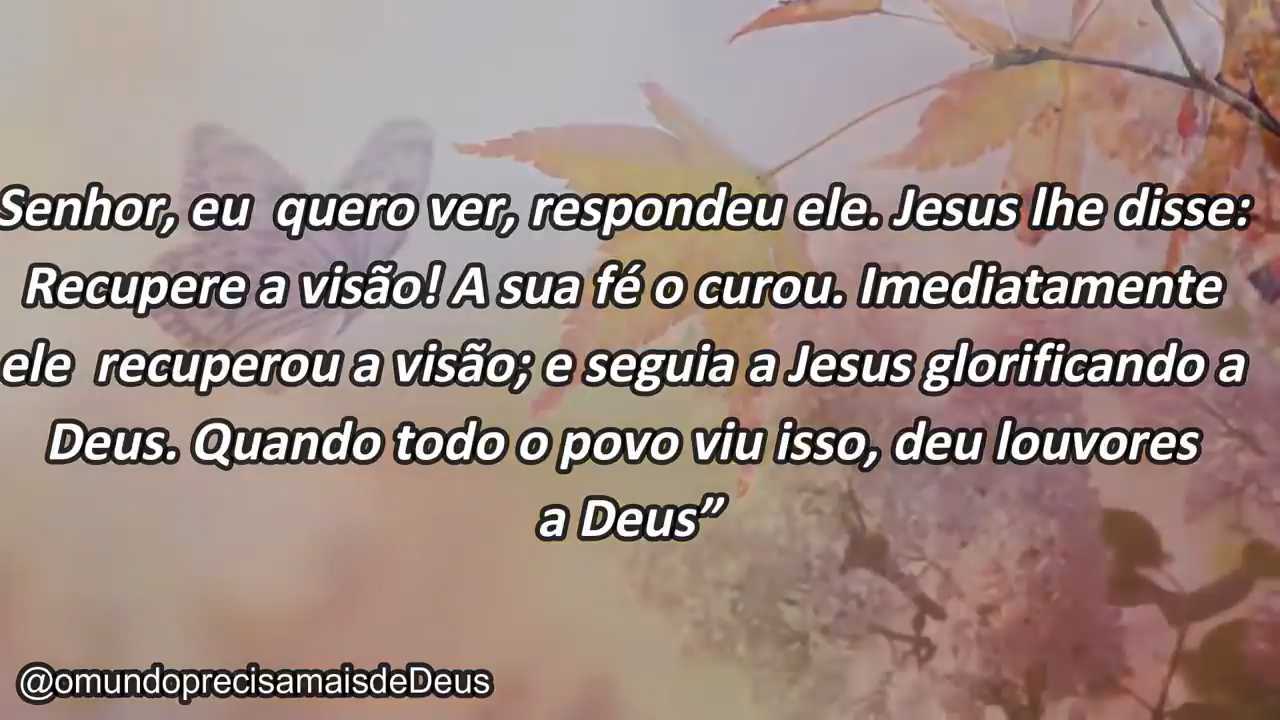 Senhor, eu quero ver, respondeu ele. Jesus lhe disse:
Recupere a visão! A sua fé o curou. Imediatamente
ele recuperou a visão; e seguia a Jesus glorificando a
Deus. Quando todo o povo viu isso, deu louvores
a Deus”
@omundoprecisamaisdeDeus